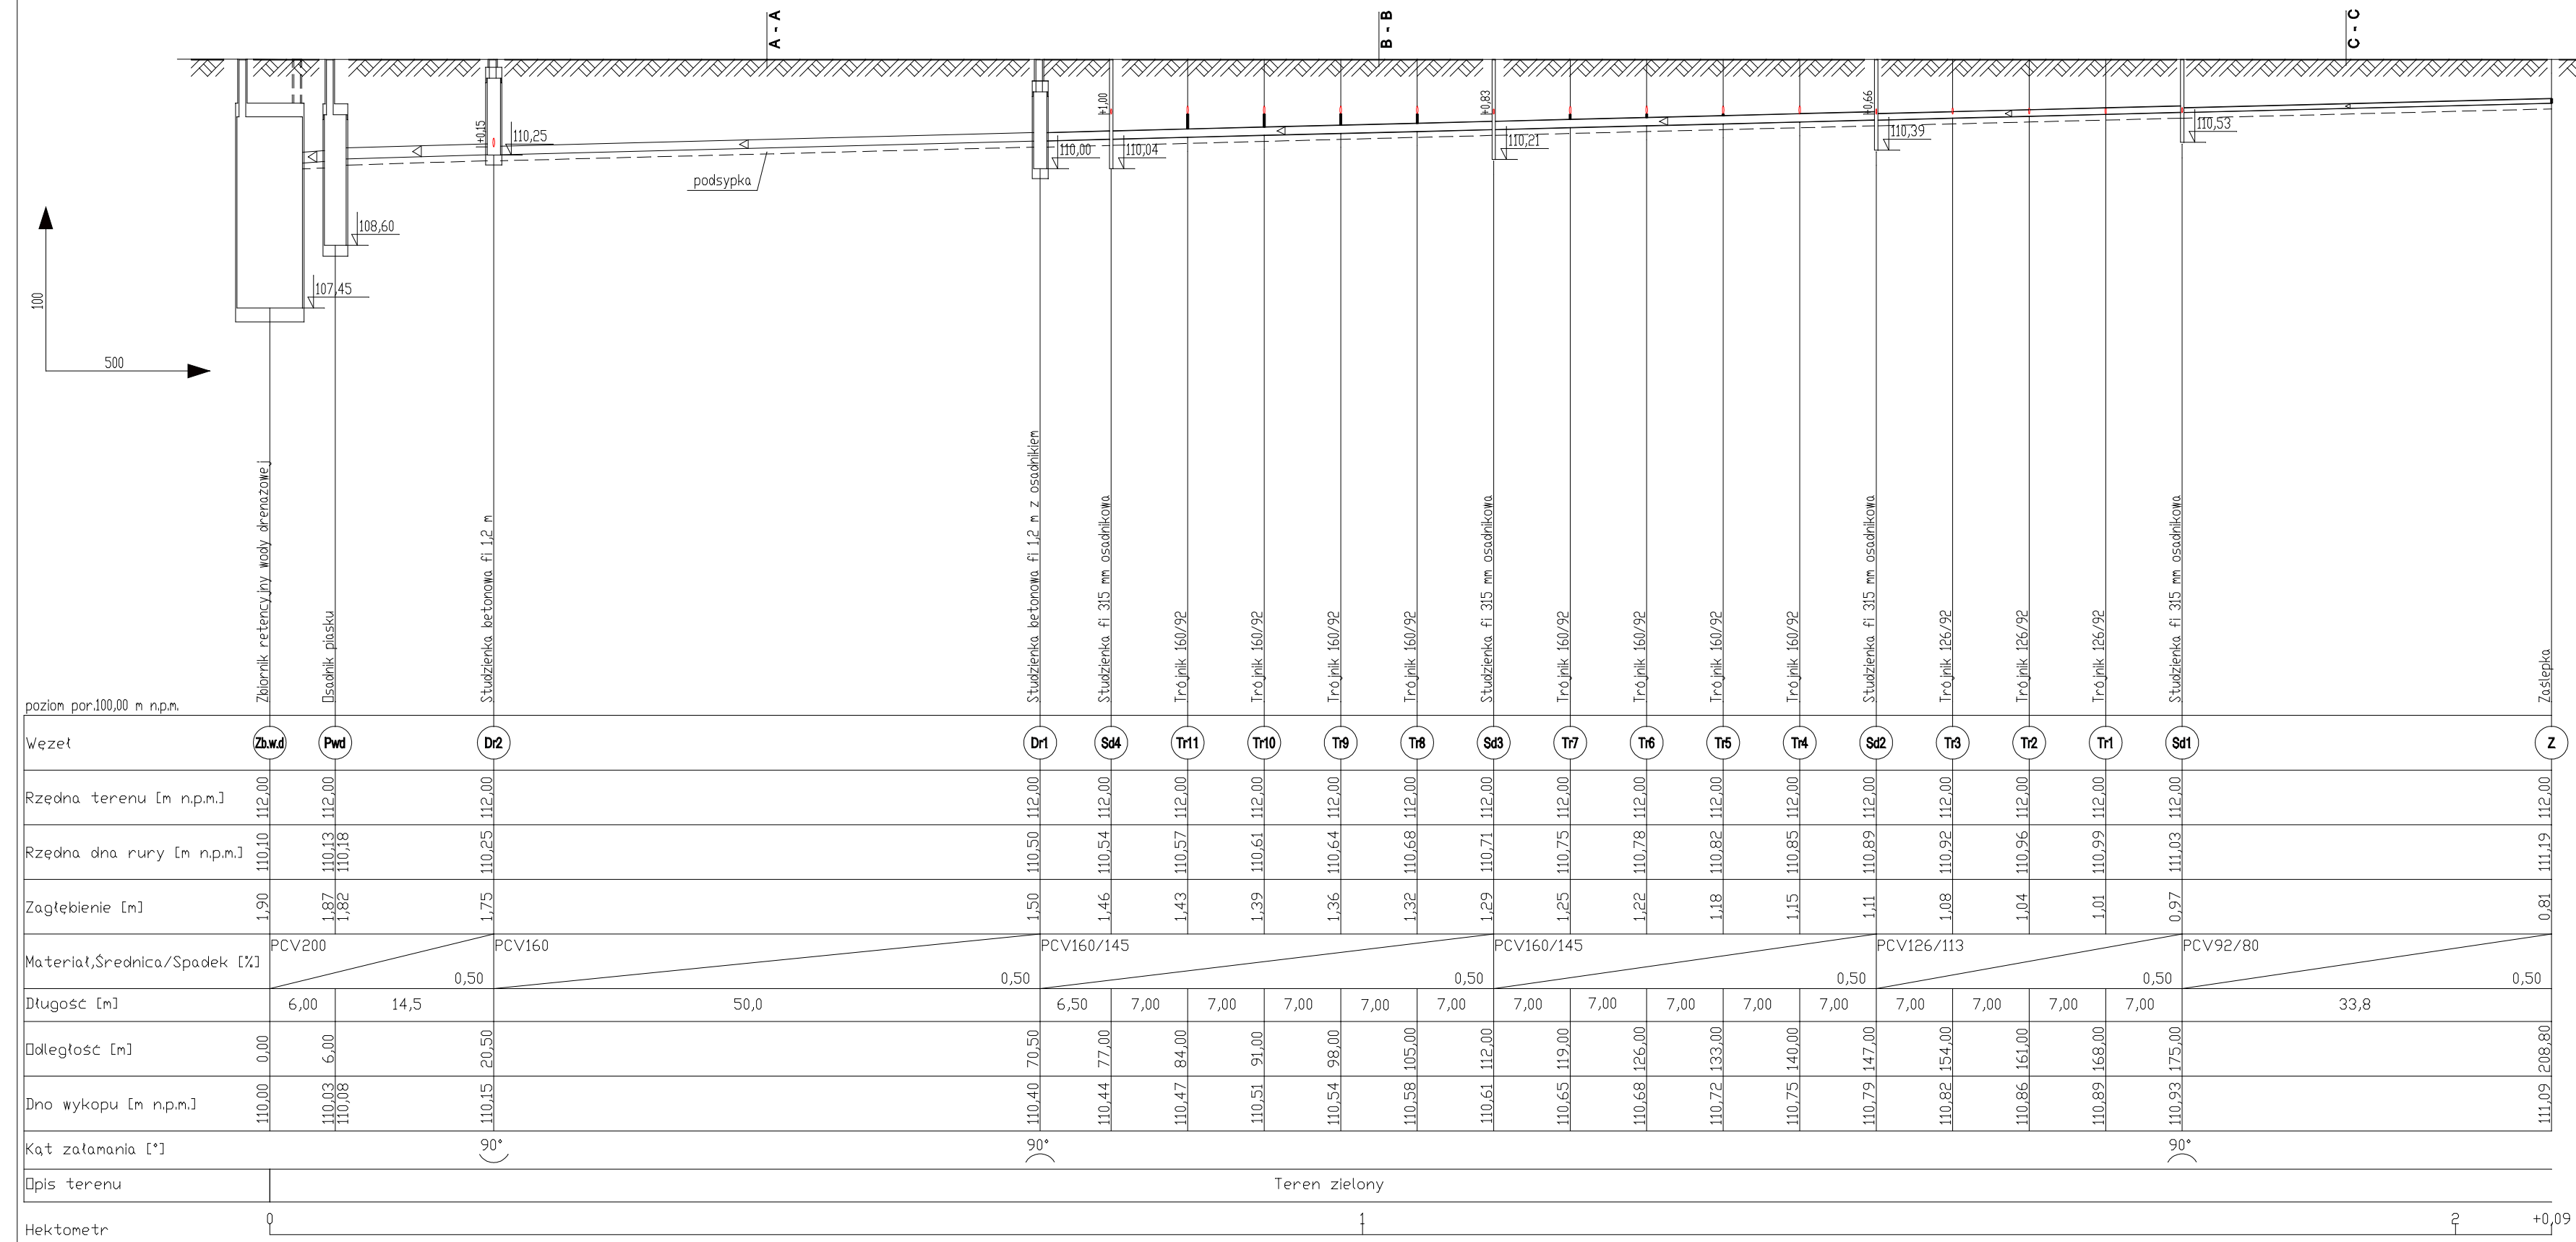 A - A
B - B
C - C
+0,15
110,25
+1,00
+0,83
+0,66
110,00
110,04
110,21
110,39
110,53
podsypka
108,60
107,45
100
500
Zbiornik retencyjny wody drenażowej
Osadnik piasku
Studzienka betonowa fi 1,2 m
Studzienka betonowa fi 1,2 m z osadnikiem
Studzienka fi 315 mm osadnikowa
Trójnik 160/92
Trójnik 160/92
Trójnik 160/92
Trójnik 160/92
Studzienka fi 315 mm osadnikowa
Trójnik 160/92
Trójnik 160/92
Trójnik 160/92
Trójnik 160/92
Studzienka fi 315 mm osadnikowa
Trójnik 126/92
Trójnik 126/92
Trójnik 126/92
Studzienka fi 315 mm osadnikowa
Zaślepka
poziom por.100,00 m n.p.m.
Węzeł Zb.w.d Pwd Dr2 Dr1 Sd4 Tr11 Tr10 Tr9 Tr8 Sd3 Tr7 Tr6 Tr5 Tr4 Sd2 Tr3 Tr2 Tr1 Sd1 Z
Rzędna terenu [m n.p.m.] 112,00 112,00 112,00 112,00 112,00 112,00 112,00 112,00 112,00 112,00 112,00 112,00 112,00 112,00 112,00 112,00 112,00 112,00 112,00 112,00
Rzędna dna rury [m n.p.m.] 110,10 110,13 110,18 110,25 110,50 110,54 110,57 110,61 110,64 110,68 110,71 110,75 110,78 110,82 110,85 110,89 110,92 110,96 110,99 111,03 111,19
Zagłębienie [m] 1,90 1,87 1,82 1,75 1,50 1,46 1,43 1,39 1,36 1,32 1,29 1,25 1,22 1,18 1,15 1,11 1,08 1,04 1,01 0,97 0,81
Materiał,Średnica/Spadek [%] PCV200 0,50 PCV160 0,50 PCV160/145 0,50 PCV160/145 0,50 PCV126/113 0,50 PCV92/80 0,50
Długość [m] 6,00 14,5 50,0 6,50 7,00 7,00 7,00 7,00 7,00 7,00 7,00 7,00 7,00 7,00 7,00 7,00 7,00 7,00 33,8
Odległość [m] 0,00 6,00 20,50 70,50 77,00 84,00 91,00 98,00 105,00 112,00 119,00 126,00 133,00 140,00 147,00 154,00 161,00 168,00 175,00 208,80
Dno wykopu [m n.p.m.] 110,00 110,03 110,08 110,15 110,40 110,44 110,47 110,51 110,54 110,58 110,61 110,65 110,68 110,72 110,75 110,79 110,82 110,86 110,89 110,93 111,09
Kąt załamania [°] 90° 90° 90°
Opis terenu Teren zielony
Hektometr 0 1 2 +0,09